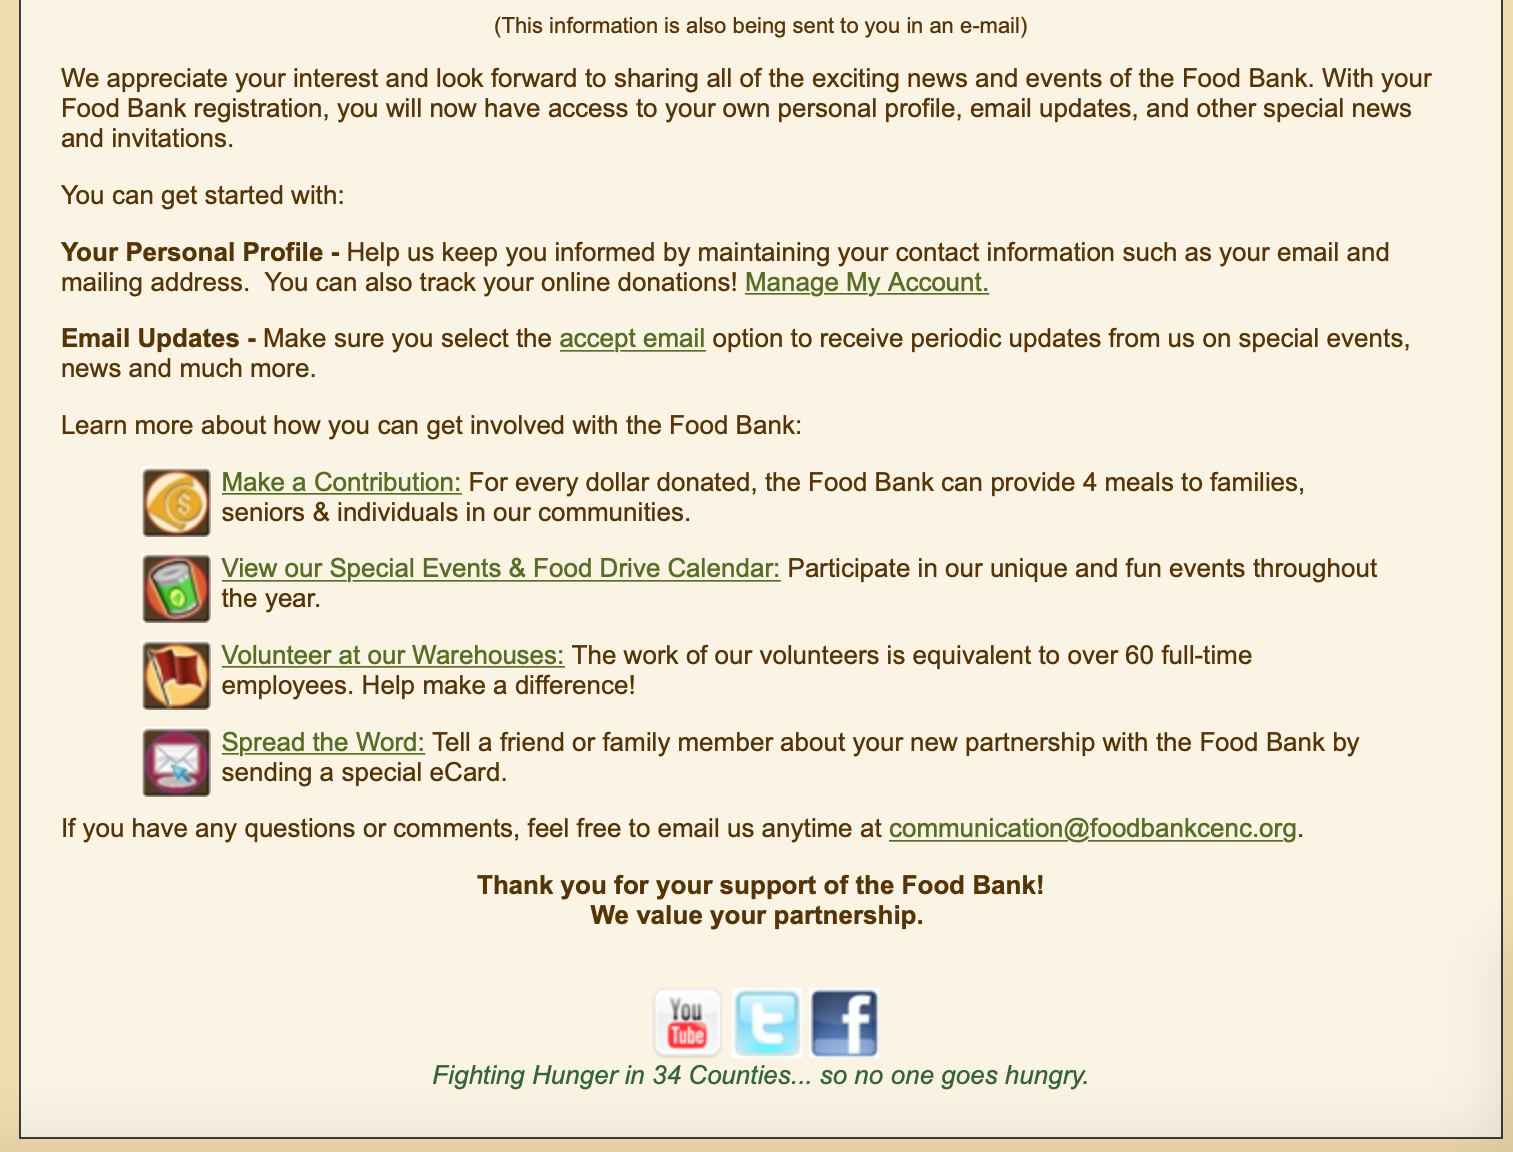 (This information is also being sent to you in an e-mail)
We appreciate your interest and look forward to sharing all of the exciting news and events of the Food Bank. With your
Food Bank registration, you will now have access to your own personal profile, email updates, and other special news
and invitations.
You can get started with:
Your Personal Profile - Help us keep you informed by maintaining your contact information such as your email and
mailing address.  You can also track your online donations! Manage My Account.
Email Updates - Make sure you select the accept email option to receive periodic updates from us on special events,
news and much more.
Learn more about how you can get involved with the Food Bank:
$
Make a Contribution: For every dollar donated, the Food Bank can provide 4 meals to families,
seniors & individuals in our communities.
View our Special Events & Food Drive Calendar: Participate in our unique and fun events throughout
the year.
Volunteer at our Warehouses: The work of our volunteers is equivalent to over 60 full-time
employees. Help make a difference!
Spread the Word: Tell a friend or family member about your new partnership with the Food Bank by
sending a special eCard.
If you have any questions or comments, feel free to email us anytime at communication@foodbankcenc.org.
Thank you for your support of the Food Bank!
We value your partnership.
You
Tube
t
f
Fighting Hunger in 34 Counties... so no one goes hungry.